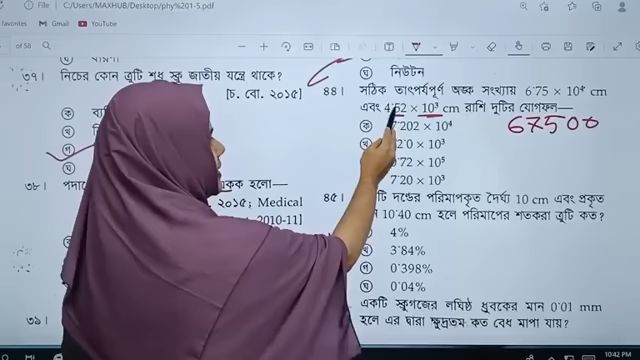 File
C:/Users/MAXHUB/Desktop/phy%201-5.pdf
favorites
Gmail
YouTube
of 58
৩৭। নিচের কোন ত্রুটি শুধু স্ক্রু জাতীয় যন্ত্রে থাকে?
[চ. বো. ২০১৫]
ক
খ
গ
ঘ
৩৮। পদা
হলো—
২০১৫; Medical
2010-11]
৩৯।
ঘ নিউটন
৪৪। সঠিক তাৎপর্যপূর্ণ অঙ্ক সংখ্যায় 6·75 × 10⁴ cm
এবং 4·52 × 10³ cm রাশি দুটির যোগফল—
67500
ক 7·202 × 10⁴
2·0 × 10³
·72 × 10⁵
7·20 × 10³
৪৫। দন্ডের পরিমাপকৃত দৈর্ঘ্য 10 cm এবং প্রকৃত
10·40 cm হলে পরিমাপের শতকরা ত্রুটি কত?
4%
খ 3·84%
গ 0·398%
ঘ 0·04%
একটি স্ক্রুগজের লঘিষ্ঠ ধ্রুবকের মান 0·01 mm
হলে এর দ্বারা ক্ষুদ্রতম কত বেধ মাপা যায়?
10:42 PM